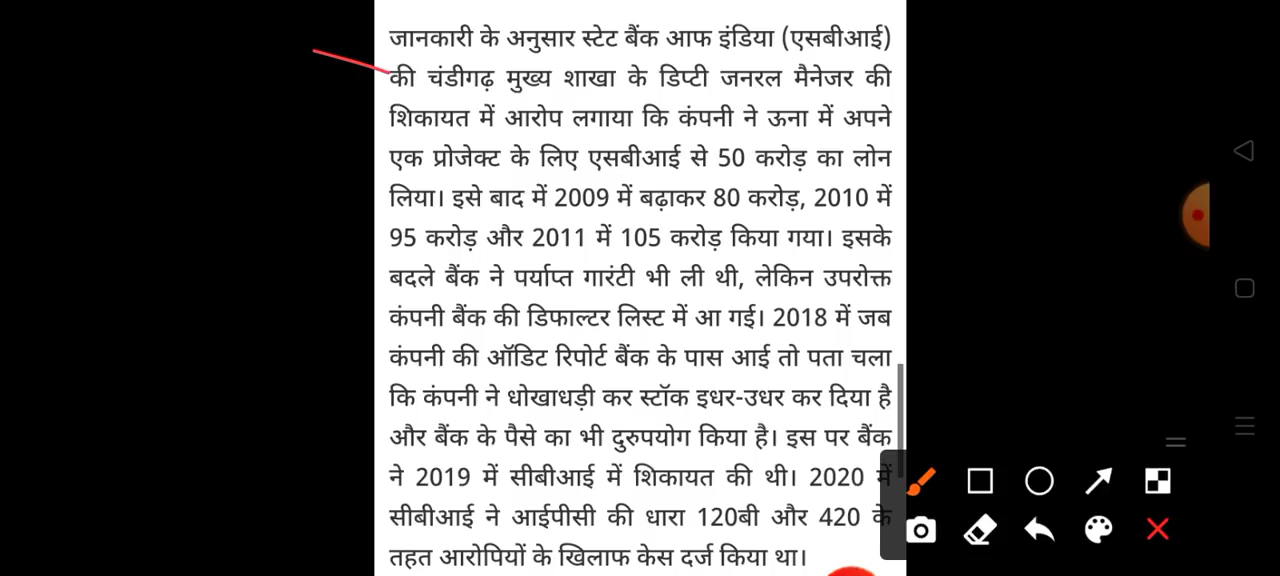 जानकारी के अनुसार स्टेट बैंक आफ इंडिया (एसबीआई)
की चंडीगढ़ मुख्य शाखा के डिप्टी जनरल मैनेजर की
शिकायत में आरोप लगाया कि कंपनी ने ऊना में अपने
एक प्रोजेक्ट के लिए एसबीआई से 50 करोड़ का लोन
लिया। इसे बाद में 2009 में बढ़ाकर 80 करोड़, 2010 में
95 करोड़ और 2011 में 105 करोड़ किया गया। इसके
बदले बैंक ने पर्याप्त गारंटी भी ली थी, लेकिन उपरोक्त
कंपनी बैंक की डिफाल्टर लिस्ट में आ गई। 2018 में जब
कंपनी की ऑडिट रिपोर्ट बैंक के पास आई तो पता चला
कि कंपनी ने धोखाधड़ी कर स्टॉक इधर-उधर कर दिया है
और बैंक के पैसे का भी दुरुपयोग किया है। इस पर बैंक
ने 2019 में सीबीआई में शिकायत की थी। 2020 में
सीबीआई ने आईपीसी की धारा 120बी और 420 के
तहत आरोपियों के खिलाफ केस दर्ज किया था।